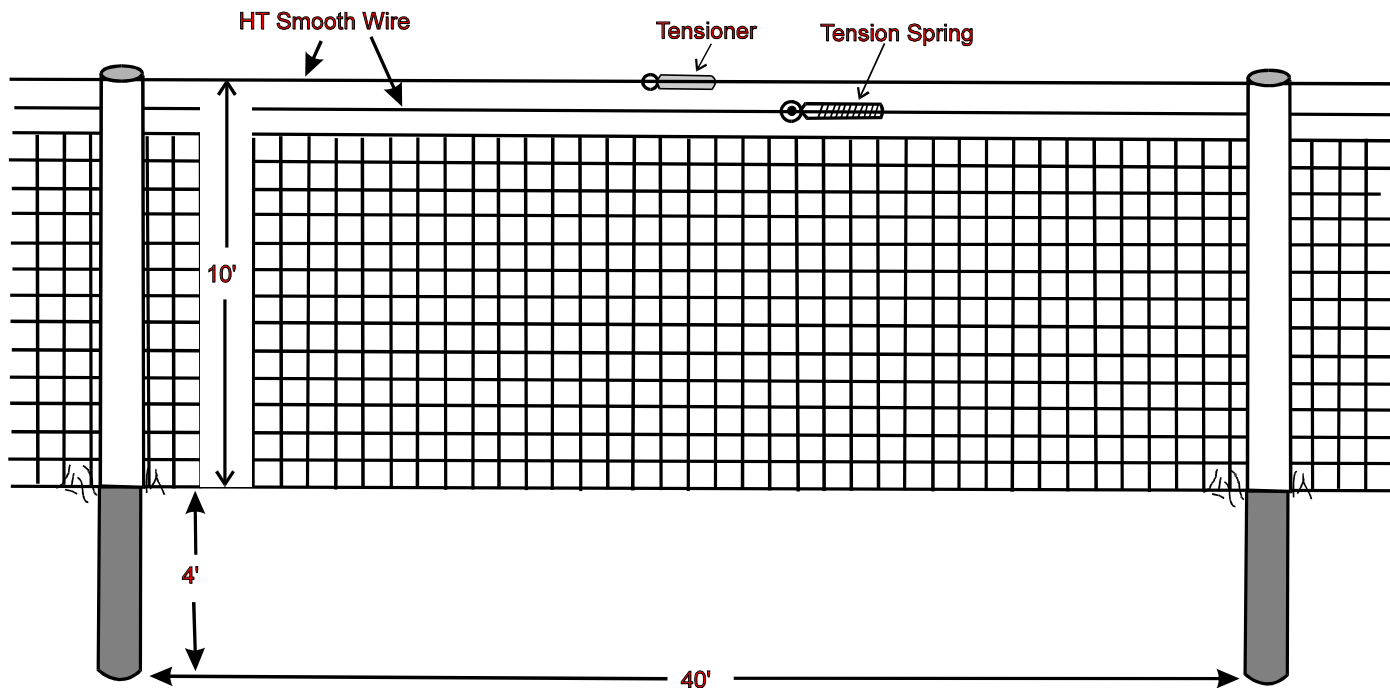 HT Smooth Wire
Tensioner
Tension Spring
10'
4'
40'